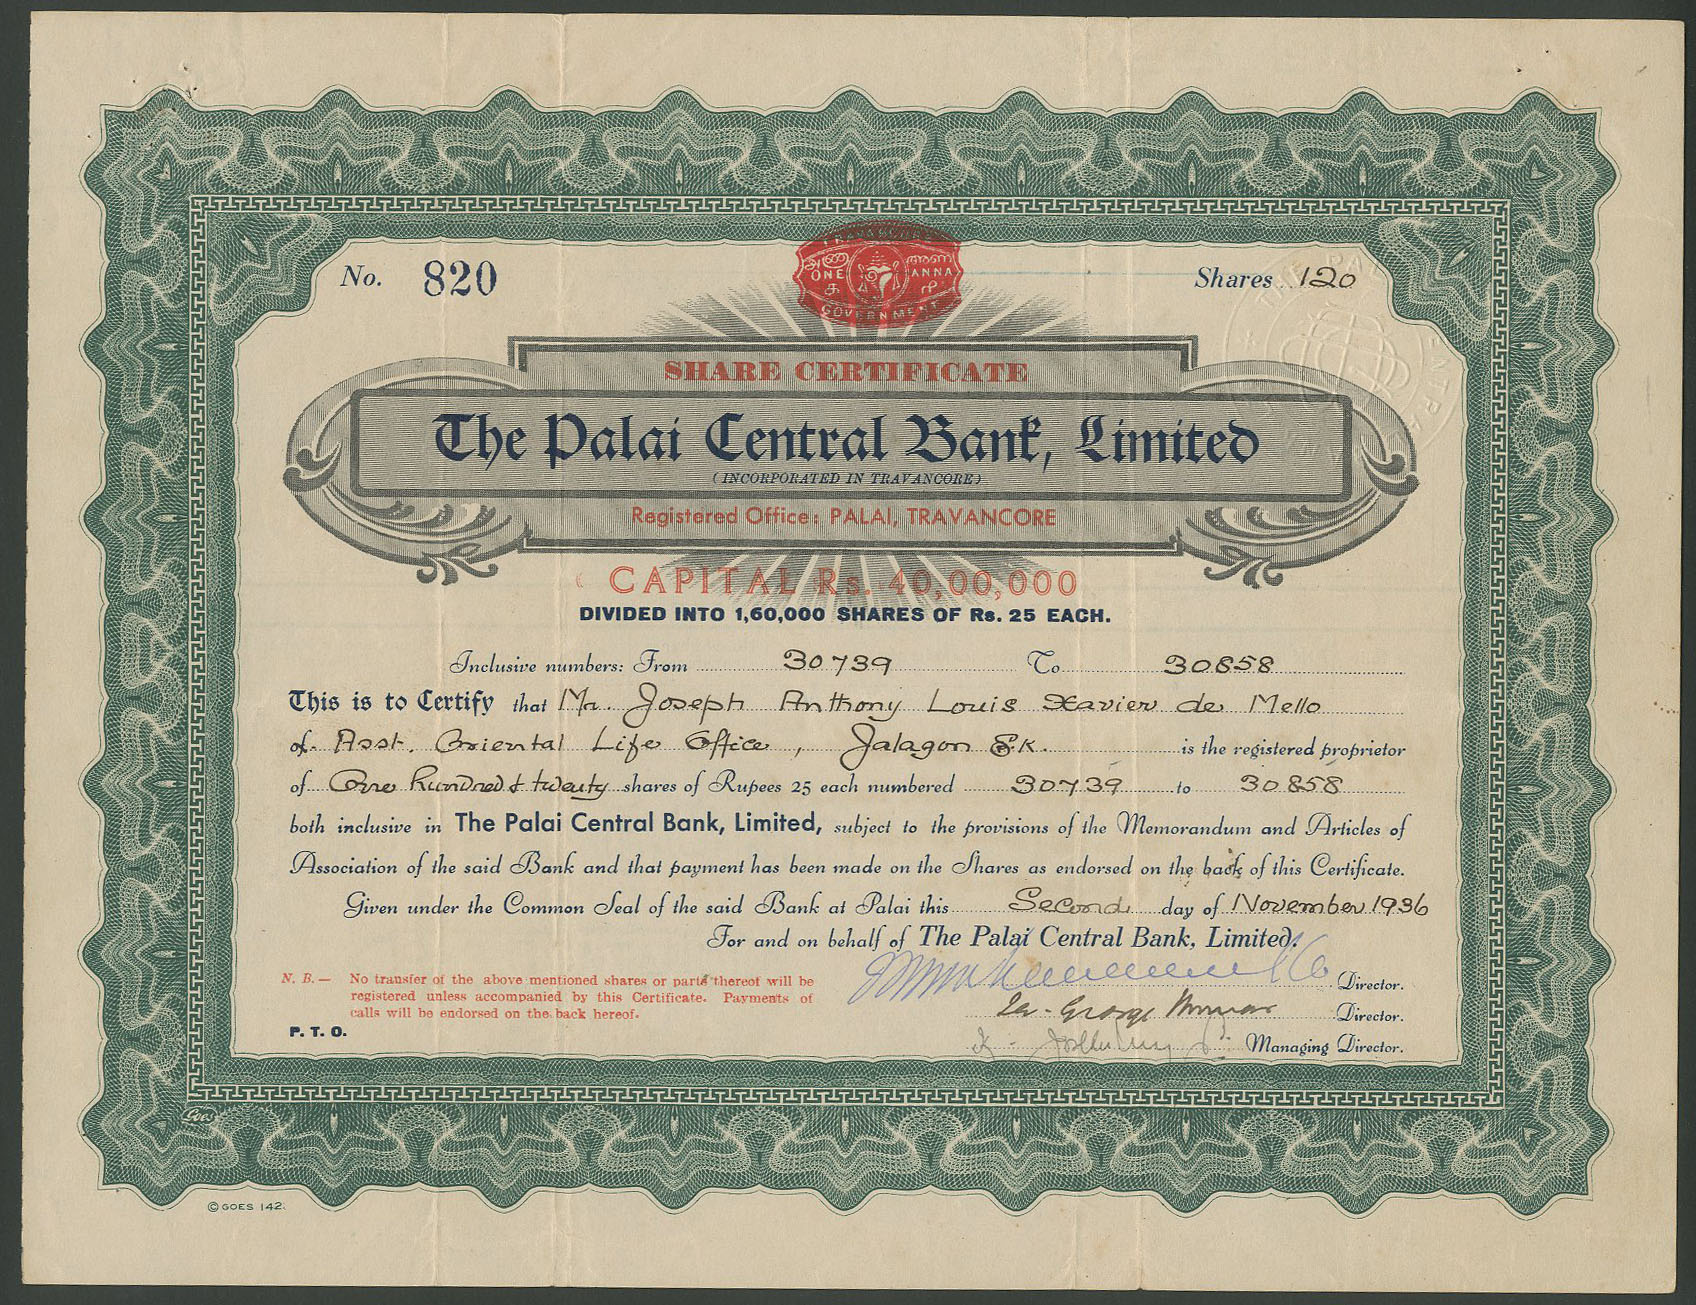 TRAVANCORE
ONE ANNA
GOVERNMENT
No. 820
Shares 120
SHARE CERTIFICATE
The Palai Central Bank, Limited
(INCORPORATED IN TRAVANCORE)
Registered Office: PALAI, TRAVANCORE
CAPITAL Rs. 40,00,000
DIVIDED INTO 1,60,000 SHARES OF Rs. 25 EACH.
Inclusive numbers: From 30739 To 30858
This is to Certify that Mr. Joseph Anthony Louis Xavier de Mello
of Asst. Oriental Life Office, Jalagon E.K. is the registered proprietor
of One hundred & twenty shares of Rupees 25 each numbered 30739 to 30858
both inclusive in The Palai Central Bank, Limited, subject to the provisions of the Memorandum and Articles of
Association of the said Bank and that payment has been made on the Shares as endorsed on the back of this Certificate.
Given under the Common Seal of the said Bank at Palai this Second day of November 1936
For and on behalf of The Palai Central Bank, Limited.
Director.
George Director.
Managing Director.
N. B.— No transfer of the above mentioned shares or parts thereof will be
registered unless accompanied by this Certificate. Payments of
calls will be endorsed on the back hereof.
P. T. O.
Goes
© GOES 142.